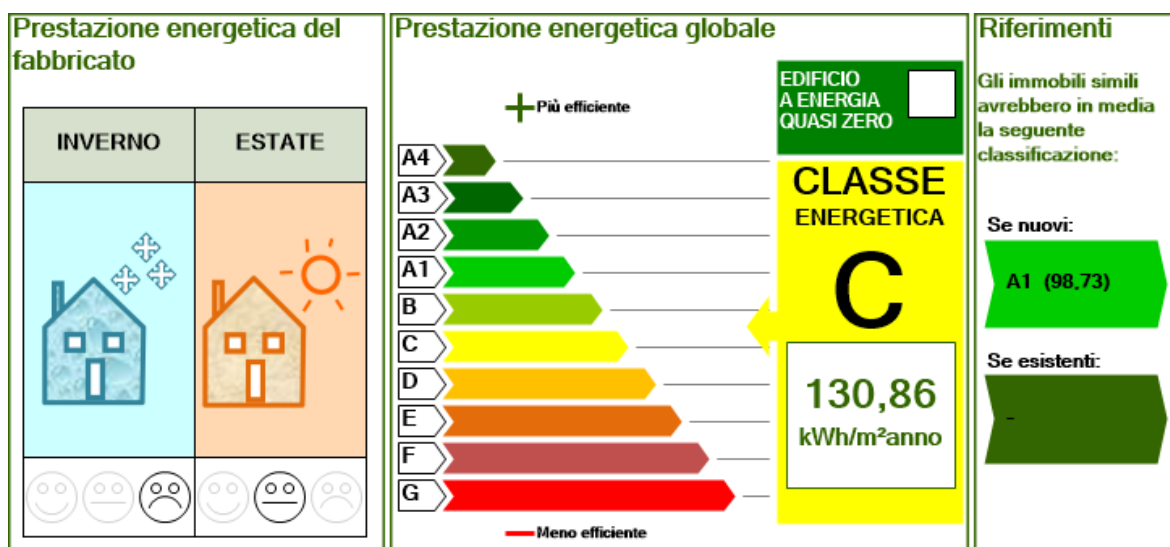 Prestazione energetica del
fabbricato
INVERNO
ESTATE
Prestazione energetica globale
Più efficiente
A4
A3
A2
A1
B
C
D
E
F
G
Meno efficiente
EDIFICIO
A ENERGIA
QUASI ZERO
CLASSE
ENERGETICA
C
130,86
kWh/m²anno
Riferimenti
Gli immobili simili
avrebbero in media
la seguente
classificazione:
Se nuovi:
A1 (98,73)
Se esistenti:
-